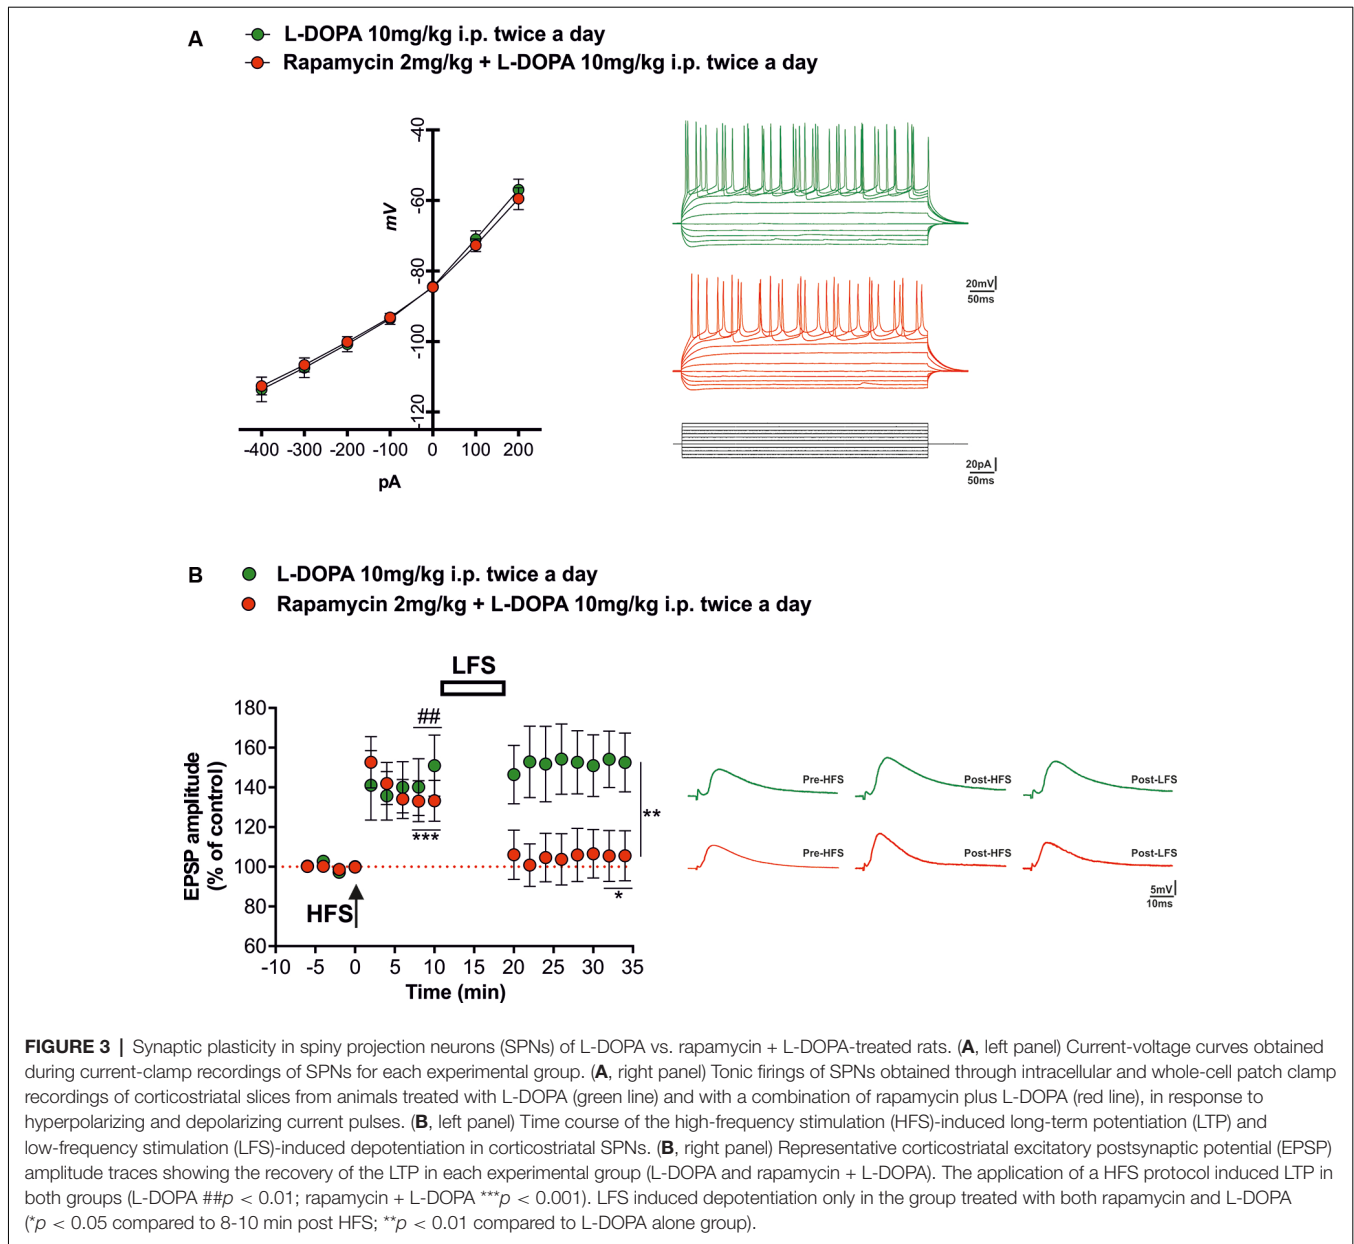 A
L-DOPA 10mg/kg i.p. twice a day
Rapamycin 2mg/kg + L-DOPA 10mg/kg i.p. twice a day
-40
-60
-80
-100
-120
mV
-400 -300 -200 -100 0 100 200
pA
20mV
50ms
20pA
50ms
B
L-DOPA 10mg/kg i.p. twice a day
Rapamycin 2mg/kg + L-DOPA 10mg/kg i.p. twice a day
LFS
180
160
140
120
100
80
60
EPSP amplitude
(% of control)
##
***
**
*
HFS
-10 -5 0 5 10 20 25 30 35
Time (min)
Pre-HFS Post-HFS Post-LFS
Pre-HFS Post-HFS Post-LFS
5mV
10ms
FIGURE 3 | Synaptic plasticity in spiny projection neurons (SPNs) of L-DOPA vs. rapamycin + L-DOPA-treated rats. (A, left panel) Current-voltage curves obtained
during current-clamp recordings of SPNs for each experimental group. (A, right panel) Tonic firings of SPNs obtained through intracellular and whole-cell patch clamp
recordings of corticostriatal slices from animals treated with L-DOPA (green line) and with a combination of rapamycin plus L-DOPA (red line), in response to
hyperpolarizing and depolarizing current pulses. (B, left panel) Time course of the high-frequency stimulation (HFS)-induced long-term potentiation (LTP) and
low-frequency stimulation (LFS)-induced depotentiation in corticostriatal SPNs. (B, right panel) Representative corticostriatal excitatory postsynaptic potential (EPSP)
amplitude traces showing the recovery of the LTP in each experimental group (L-DOPA and rapamycin + L-DOPA). The application of a HFS protocol induced LTP in
both groups (L-DOPA ##p < 0.01; rapamycin + L-DOPA ***p < 0.001). LFS induced depotentiation only in the group treated with both rapamycin and L-DOPA
(*p < 0.05 compared to 8-10 min post HFS; **p < 0.01 compared to L-DOPA alone group).